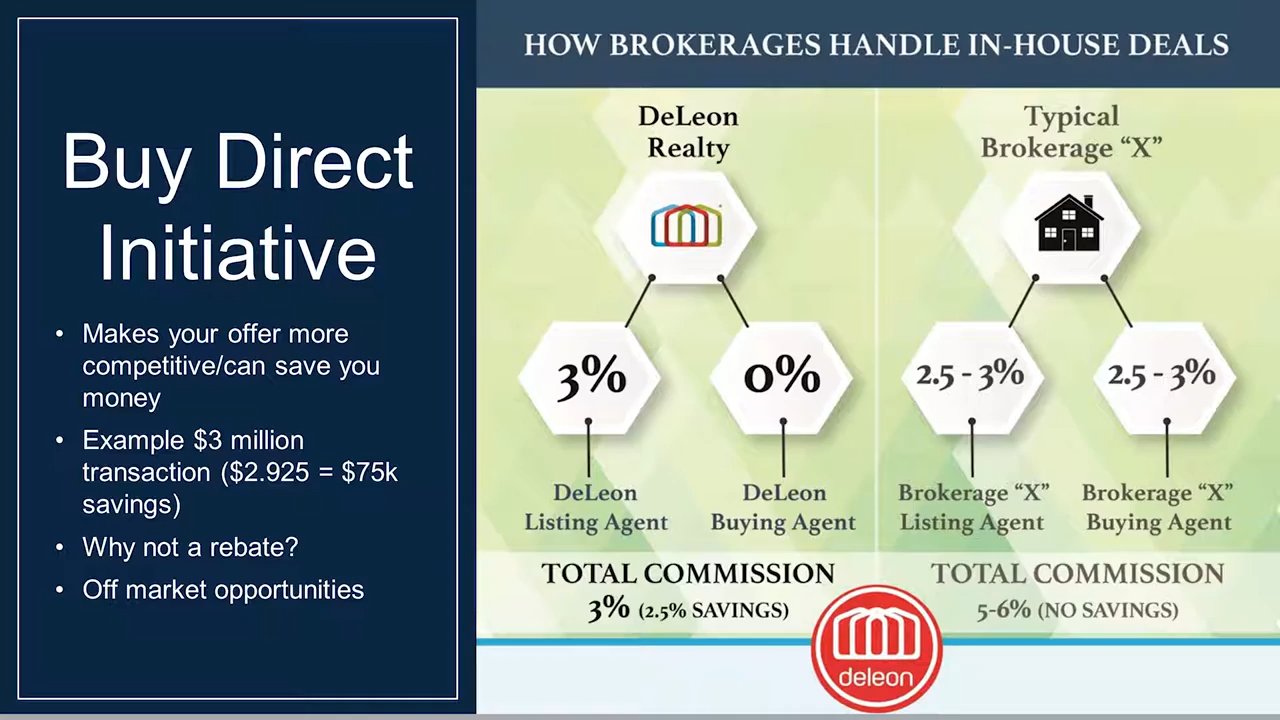 Buy Direct
Initiative
• Makes your offer more
competitive/can save you
money
• Example $3 million
transaction ($2.925 = $75k
savings)
• Why not a rebate?
• Off market opportunities
HOW BROKERAGES HANDLE IN-HOUSE DEALS
DeLeon
Realty
3%
0%
DeLeon
Listing Agent
DeLeon
Buying Agent
TOTAL COMMISSION
3% (2.5% SAVINGS)
Typical
Brokerage “X”
2.5 - 3%
2.5 - 3%
Brokerage “X”
Listing Agent
Brokerage “X”
Buying Agent
TOTAL COMMISSION
5-6% (NO SAVINGS)
deleon